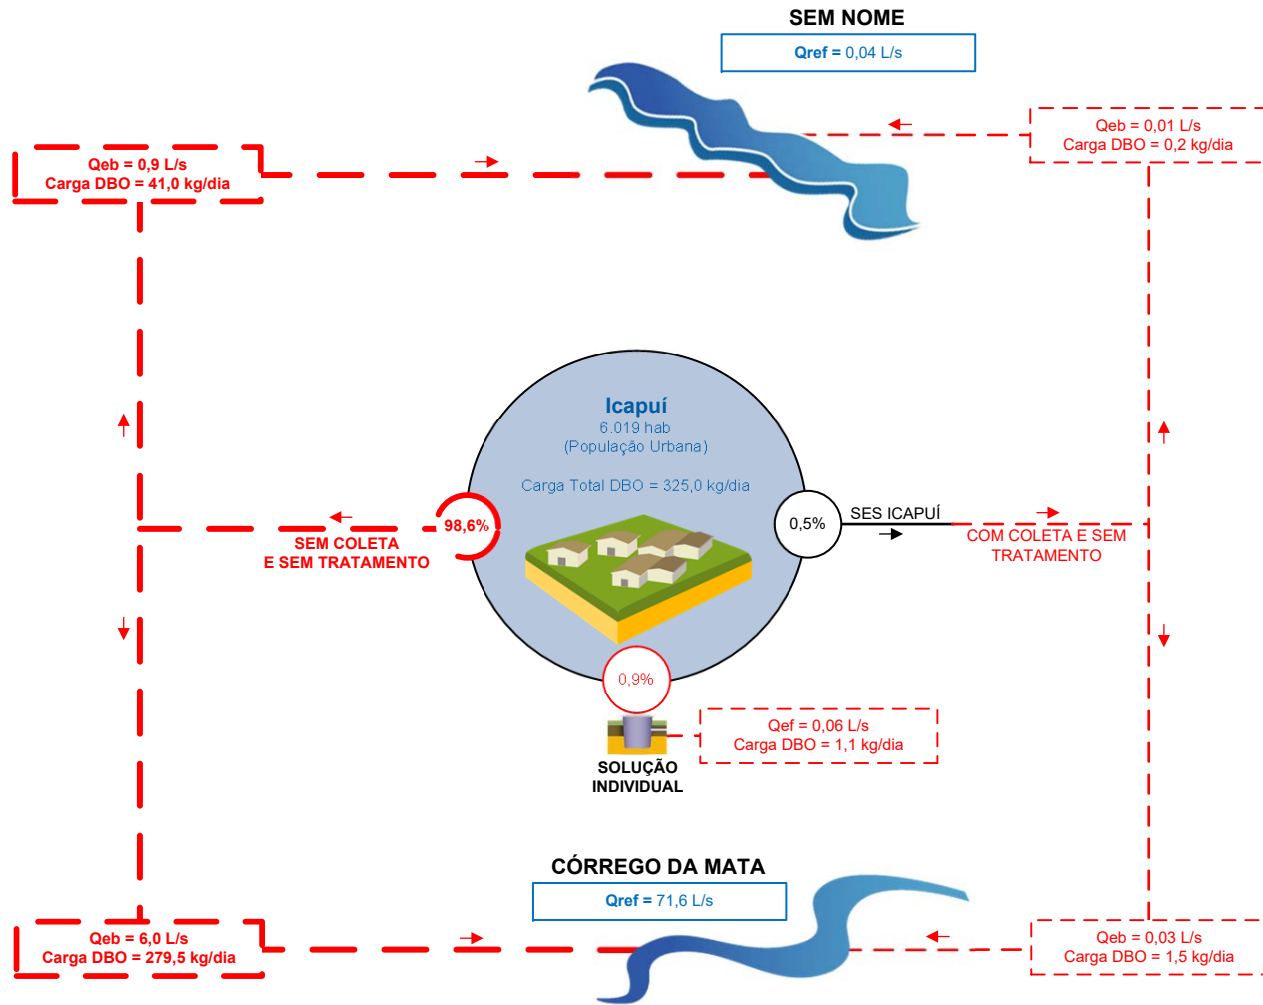 SEM NOME
Qref = 0,04 L/s
Qeb = 0,01 L/s
Carga DBO = 0,2 kg/dia
Qeb = 0,9 L/s
Carga DBO = 41,0 kg/dia
Icapuí
6.019 hab
(População Urbana)
Carga Total DBO = 325,0 kg/dia
98,6%
SEM COLETA
E SEM TRATAMENTO
0,5%
SES ICAPUÍ
COM COLETA E SEM
TRATAMENTO
0,9%
SOLUÇÃO
INDIVIDUAL
Qef = 0,06 L/s
Carga DBO = 1,1 kg/dia
CÓRREGO DA MATA
Qref = 71,6 L/s
Qeb = 6,0 L/s
Carga DBO = 279,5 kg/dia
Qeb = 0,03 L/s
Carga DBO = 1,5 kg/dia